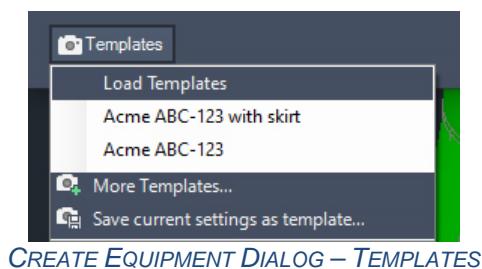 Templates
Load Templates
Acme ABC-123 with skirt
Acme ABC-123
More Templates...
Save current settings as template...
CREATE EQUIPMENT DIALOG – TEMPLATES